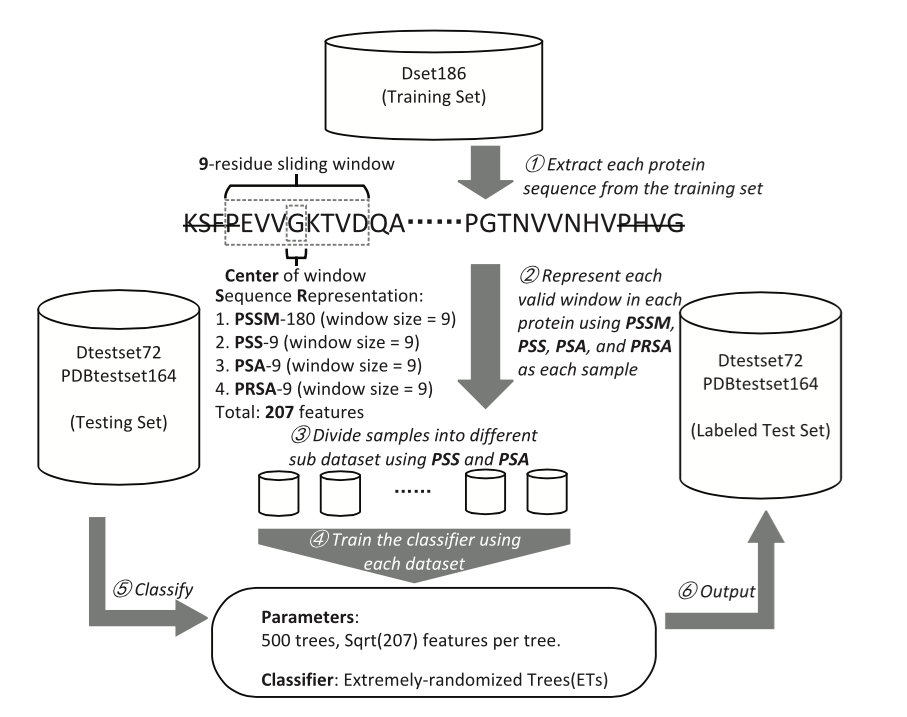 Dset186
(Training Set)
9-residue sliding window
① Extract each protein
sequence from the training set
KSFPEVVGKTVDQA······PGTNVVNHVPHVG
Center of window
Sequence Representation:
1. PSSM-180 (window size = 9)
2. PSS-9 (window size = 9)
3. PSA-9 (window size = 9)
4. PRSA-9 (window size = 9)
Total: 207 features
② Represent each
valid window in each
protein using PSSM,
PSS, PSA, and PRSA
as each sample
Dtestset72
PDBtestset164
(Testing Set)
Dtestset72
PDBtestset164
(Labeled Test Set)
③ Divide samples into different
sub dataset using PSS and PSA
······
④ Train the classifier using
each dataset
⑤ Classify
⑥ Output
Parameters:
500 trees, Sqrt(207) features per tree.
Classifier: Extremely-randomized Trees(ETs)